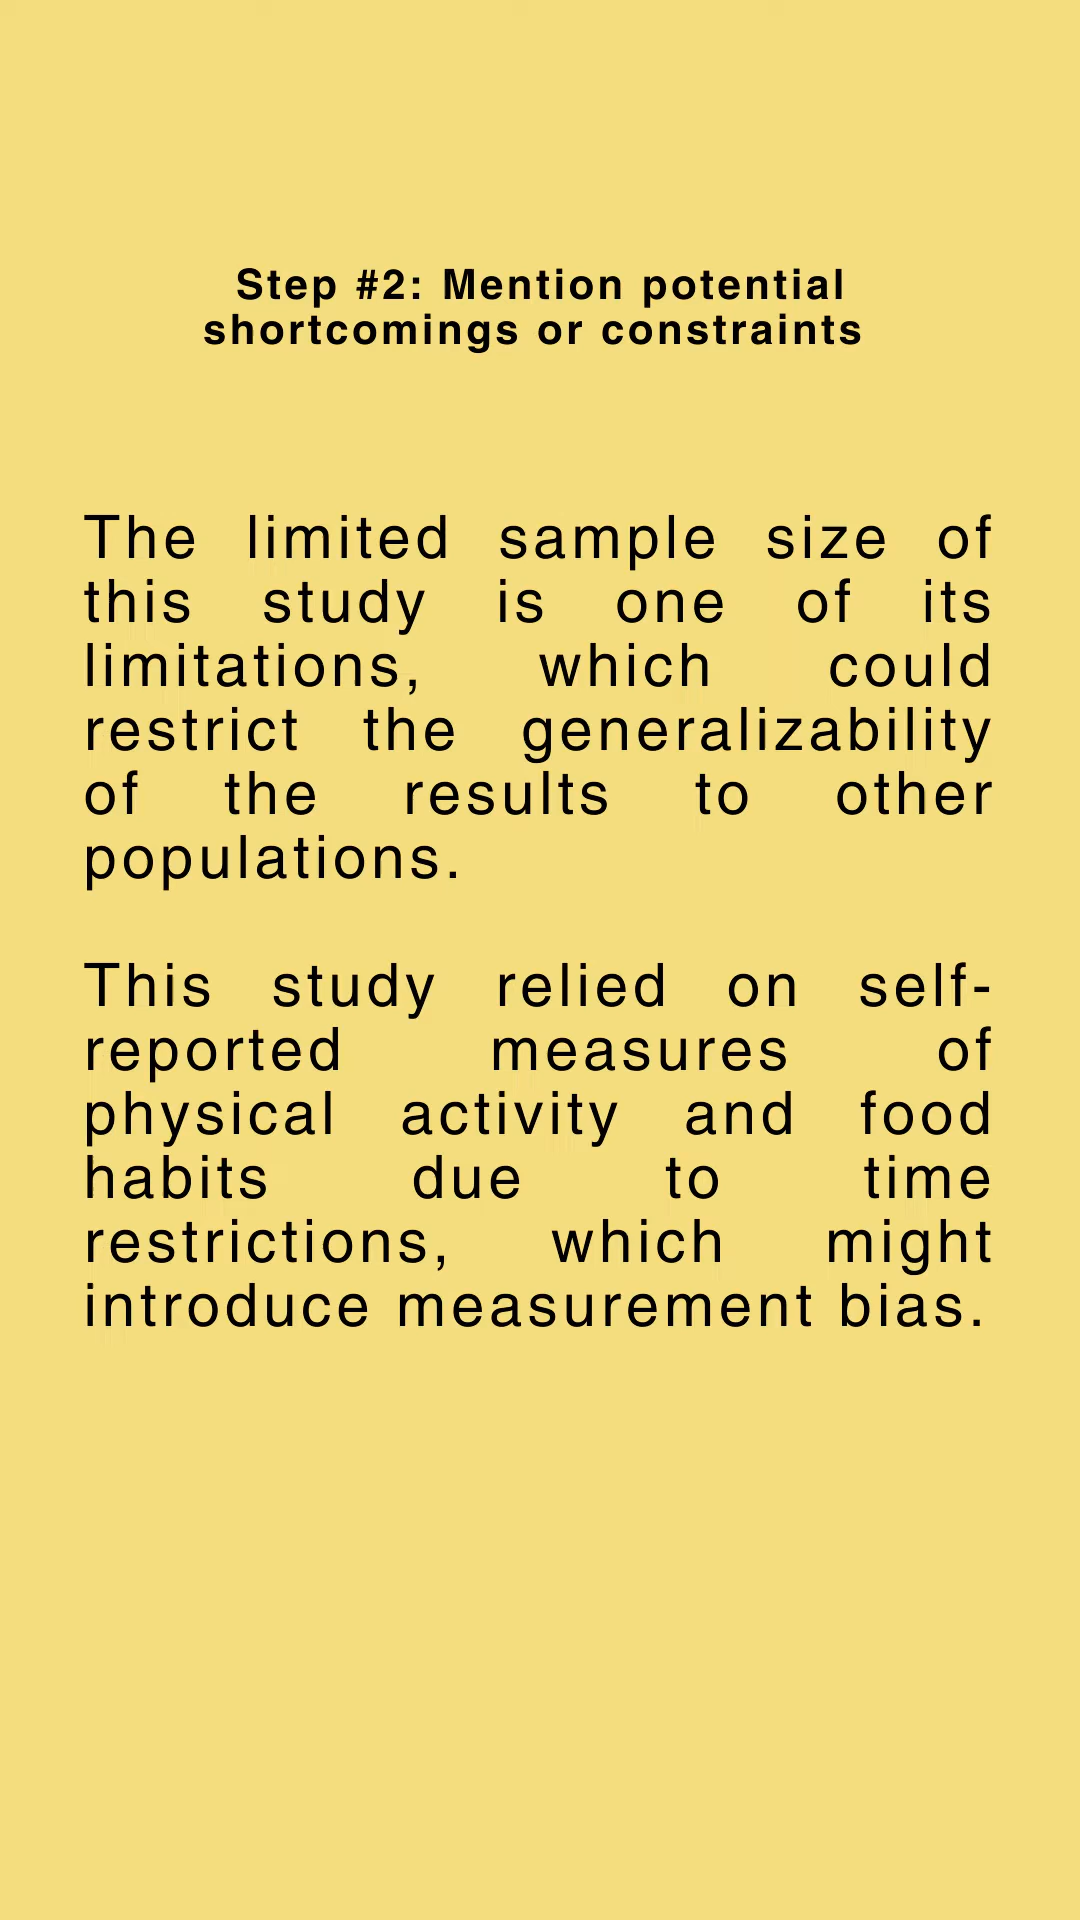 Step #2: Mention potential
shortcomings or constraints
The limited sample size of
this study is one of its
limitations, which could
restrict the generalizability
of the results to other
populations.
This study relied on self-
reported measures of
physical activity and food
habits due to time
restrictions, which might
introduce measurement bias.